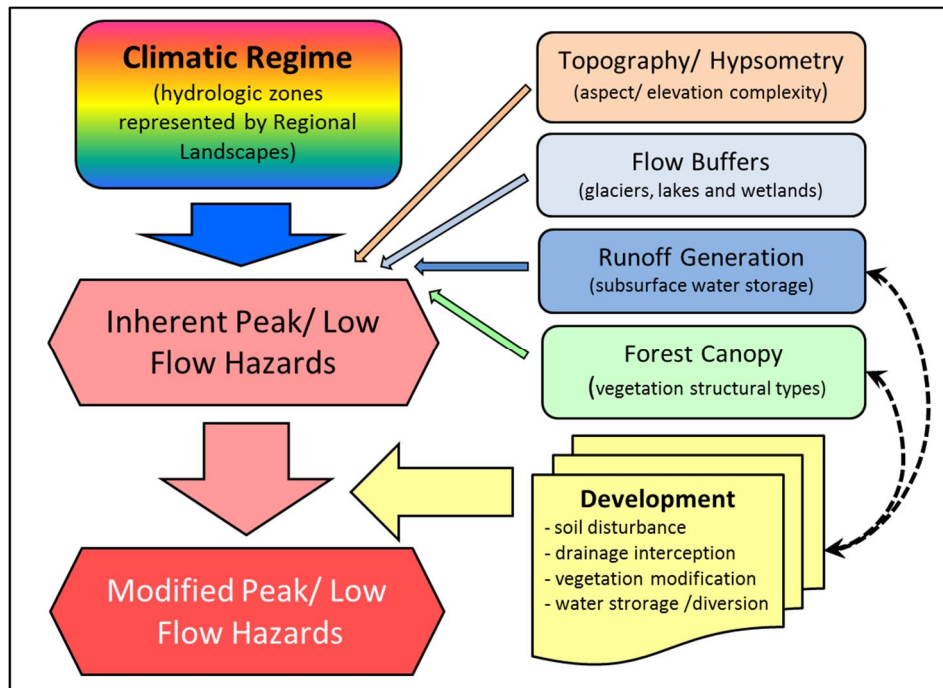 Climatic Regime
(hydrologic zones
represented by Regional
Landscapes)
Topography/ Hypsometry
(aspect/ elevation complexity)
Flow Buffers
(glaciers, lakes and wetlands)
Runoff Generation
(subsurface water storage)
Forest Canopy
(vegetation structural types)
Inherent Peak/ Low
Flow Hazards
Development
- soil disturbance
- drainage interception
- vegetation modification
- water strorage /diversion
Modified Peak/ Low
Flow Hazards